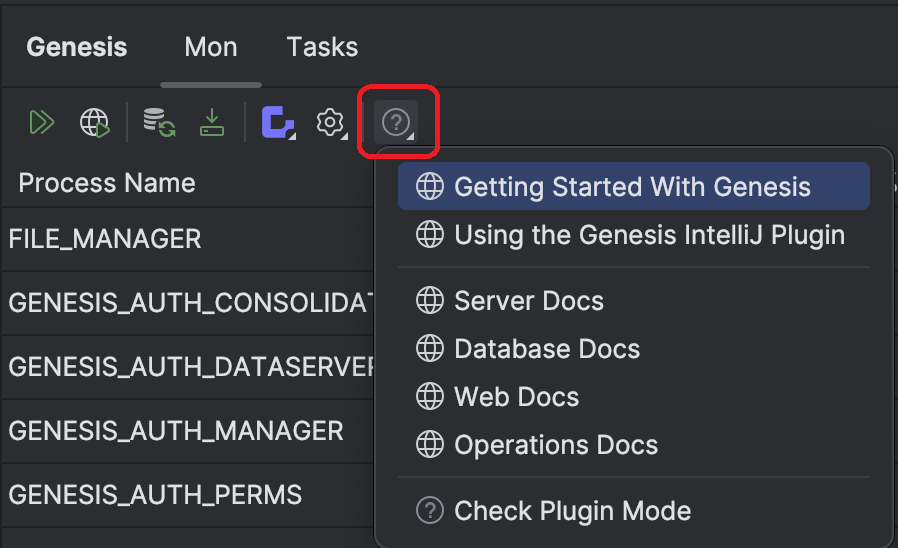 Genesis Mon Tasks
Process Name
FILE_MANAGER
GENESIS_AUTH_CONSOLIDAT
GENESIS_AUTH_DATASERVER
GENESIS_AUTH_MANAGER
GENESIS_AUTH_PERMS
Getting Started With Genesis
Using the Genesis IntelliJ Plugin
Server Docs
Database Docs
Web Docs
Operations Docs
Check Plugin Mode